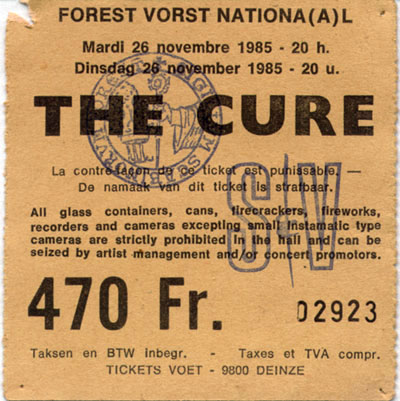 FOREST VORST NATIONA(A)L
Mardi 26 novembre 1985 - 20 h.
Dinsdag 26 november 1985 - 20 u.
THE CURE
La contrefaçon de ce ticket est punissable. —
De namaak van dit ticket is strafbaar.
All glass containers, cans, firecrackers, fireworks,
recorders and cameras excepting small instamatic type
cameras are strictly prohibited in the hall and can be
seized by artist management and/or concert promotors.
S/V
470 Fr. 02923
Taksen en BTW inbegr. - Taxes et TVA compr.
TICKETS VOET - 9800 DEINZE